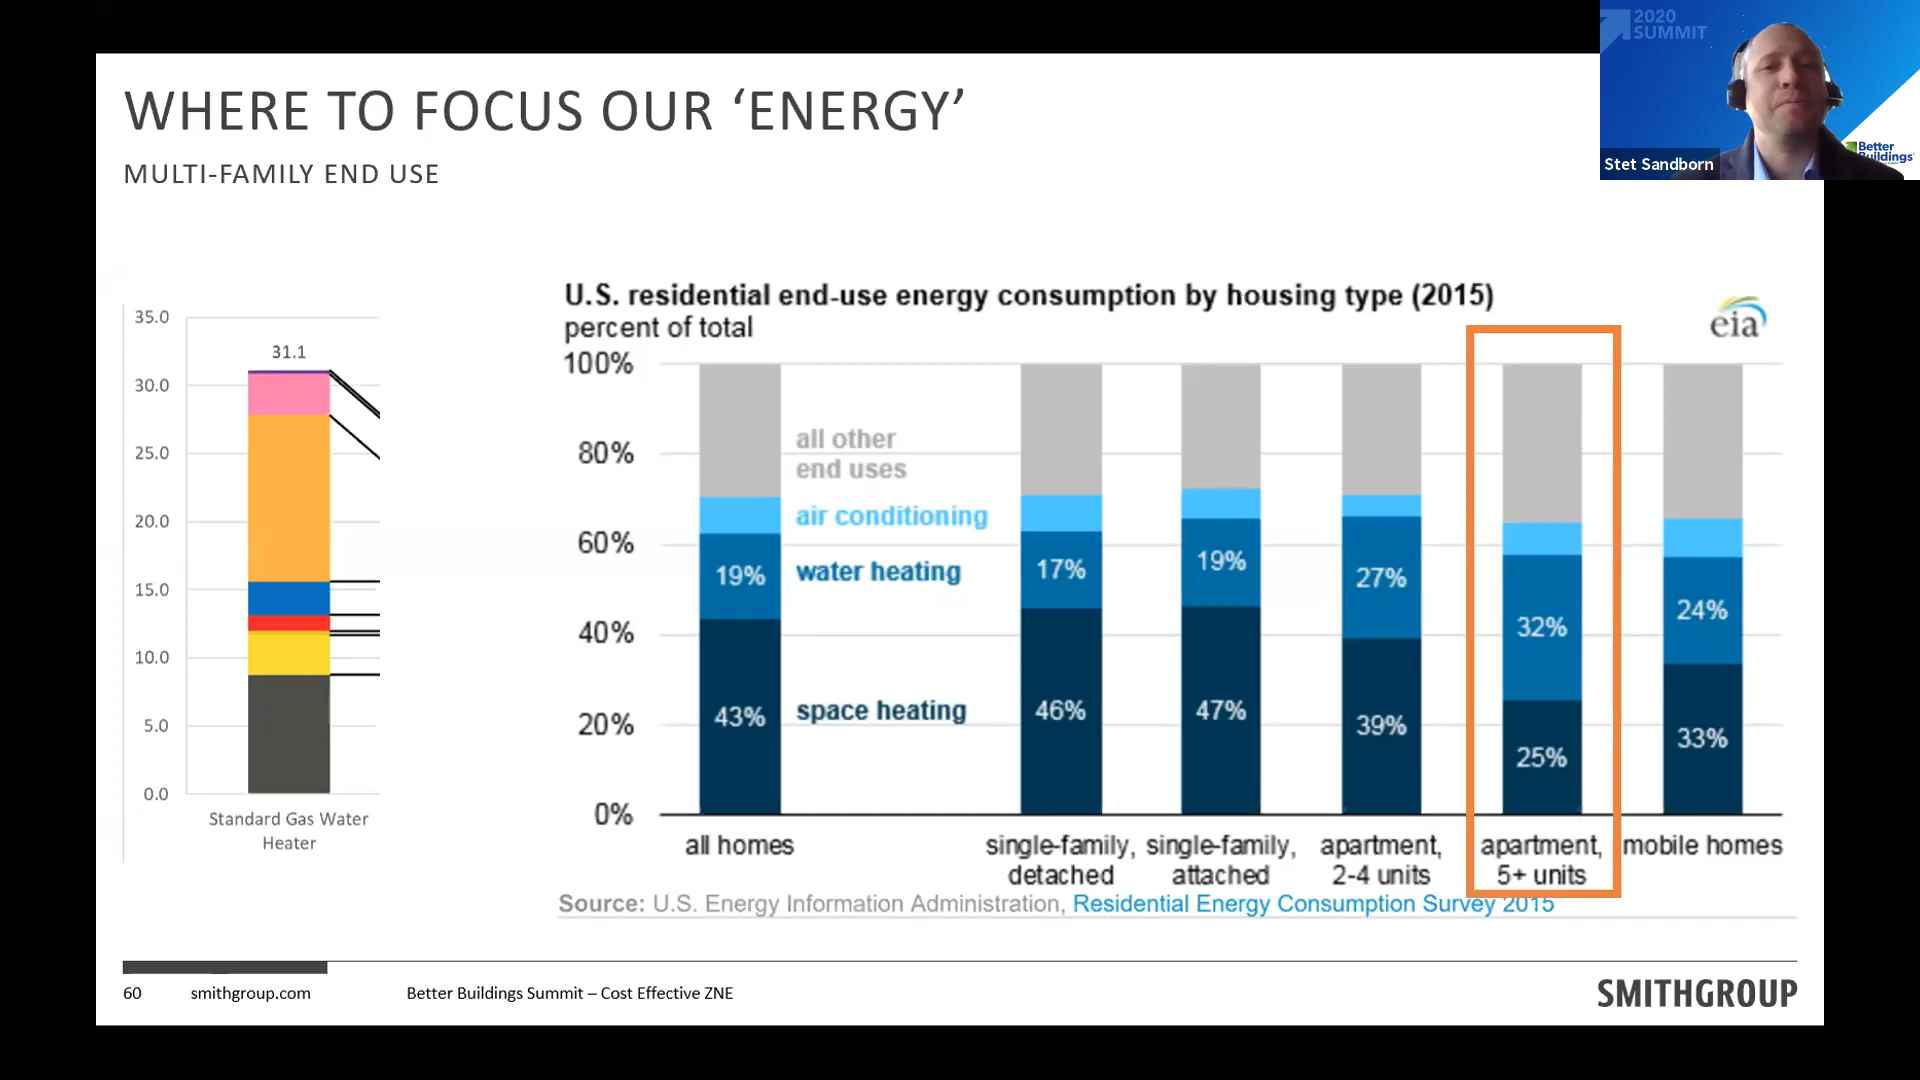 2020
SUMMIT
Better
Buildings
Stet Sandborn
WHERE TO FOCUS OUR ‘ENERGY’
MULTI-FAMILY END USE
35.0
30.0
25.0
20.0
15.0
10.0
5.0
0.0
31.1
Standard Gas Water
Heater
U.S. residential end-use energy consumption by housing type (2015)
percent of total
eia
100%
80%
60%
40%
20%
0%
all other
end uses
air conditioning
water heating
space heating
19%
43%
17%
46%
19%
47%
27%
39%
32%
25%
24%
33%
all homes
single-family,
detached
single-family,
attached
apartment,
2-4 units
apartment,
5+ units
mobile homes
Source: U.S. Energy Information Administration, Residential Energy Consumption Survey 2015
60
smithgroup.com
Better Buildings Summit – Cost Effective ZNE
SMITHGROUP